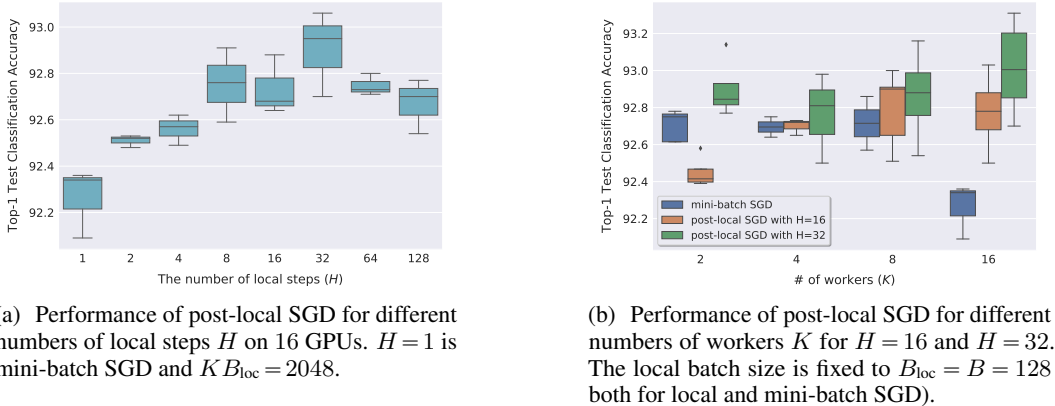 93.0
92.8
92.6
92.4
92.2
Top-1 Test Classification Accuracy
1 2 4 8 16 32 64 128
The number of local steps (H)
93.2
93.0
92.8
92.6
92.4
92.2
Top-1 Test Classification Accuracy
mini-batch SGD
post-local SGD with H=16
post-local SGD with H=32
2 4 8 16
# of workers (K)
a) Performance of post-local SGD for different
numbers of local steps H on 16 GPUs. H = 1 is
mini-batch SGD and KBloc = 2048.
(b) Performance of post-local SGD for different
numbers of workers K for H = 16 and H = 32.
The local batch size is fixed to Bloc = B = 128
both for local and mini-batch SGD).